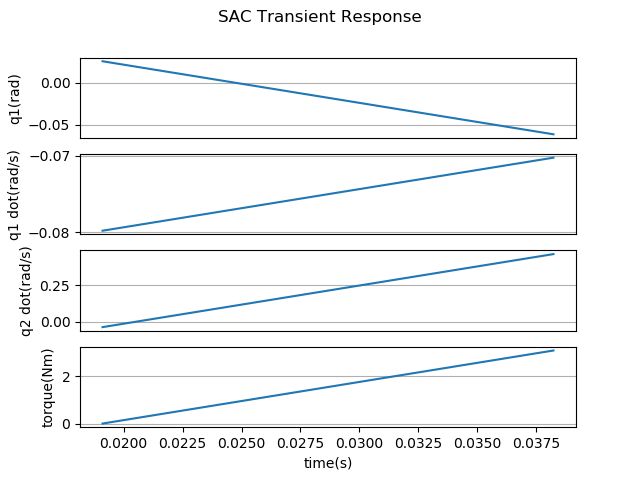 SAC Transient Response
q1(rad)
0.00
−0.05
q1 dot(rad/s)
−0.07
−0.08
q2 dot(rad/s)
0.25
0.00
torque(Nm)
2
0
0.0200 0.0225 0.0250 0.0275 0.0300 0.0325 0.0350 0.0375
time(s)